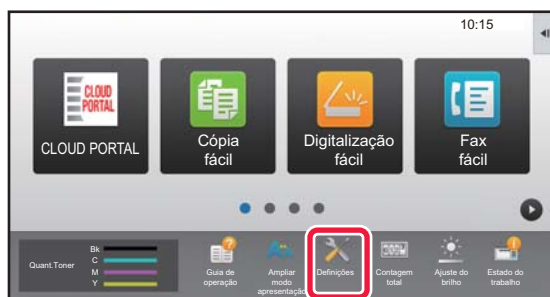 10:15
CLOUD
PORTAL
CLOUD PORTAL
Cópia
fácil
Digitalização
fácil
Fax
fácil
Quant.Toner
Bk
C
M
Y
Guia de
operação
Ampliar
modo
apresentação
Definições
Contagem
total
Ajuste do
brilho
Estado do
trabalho